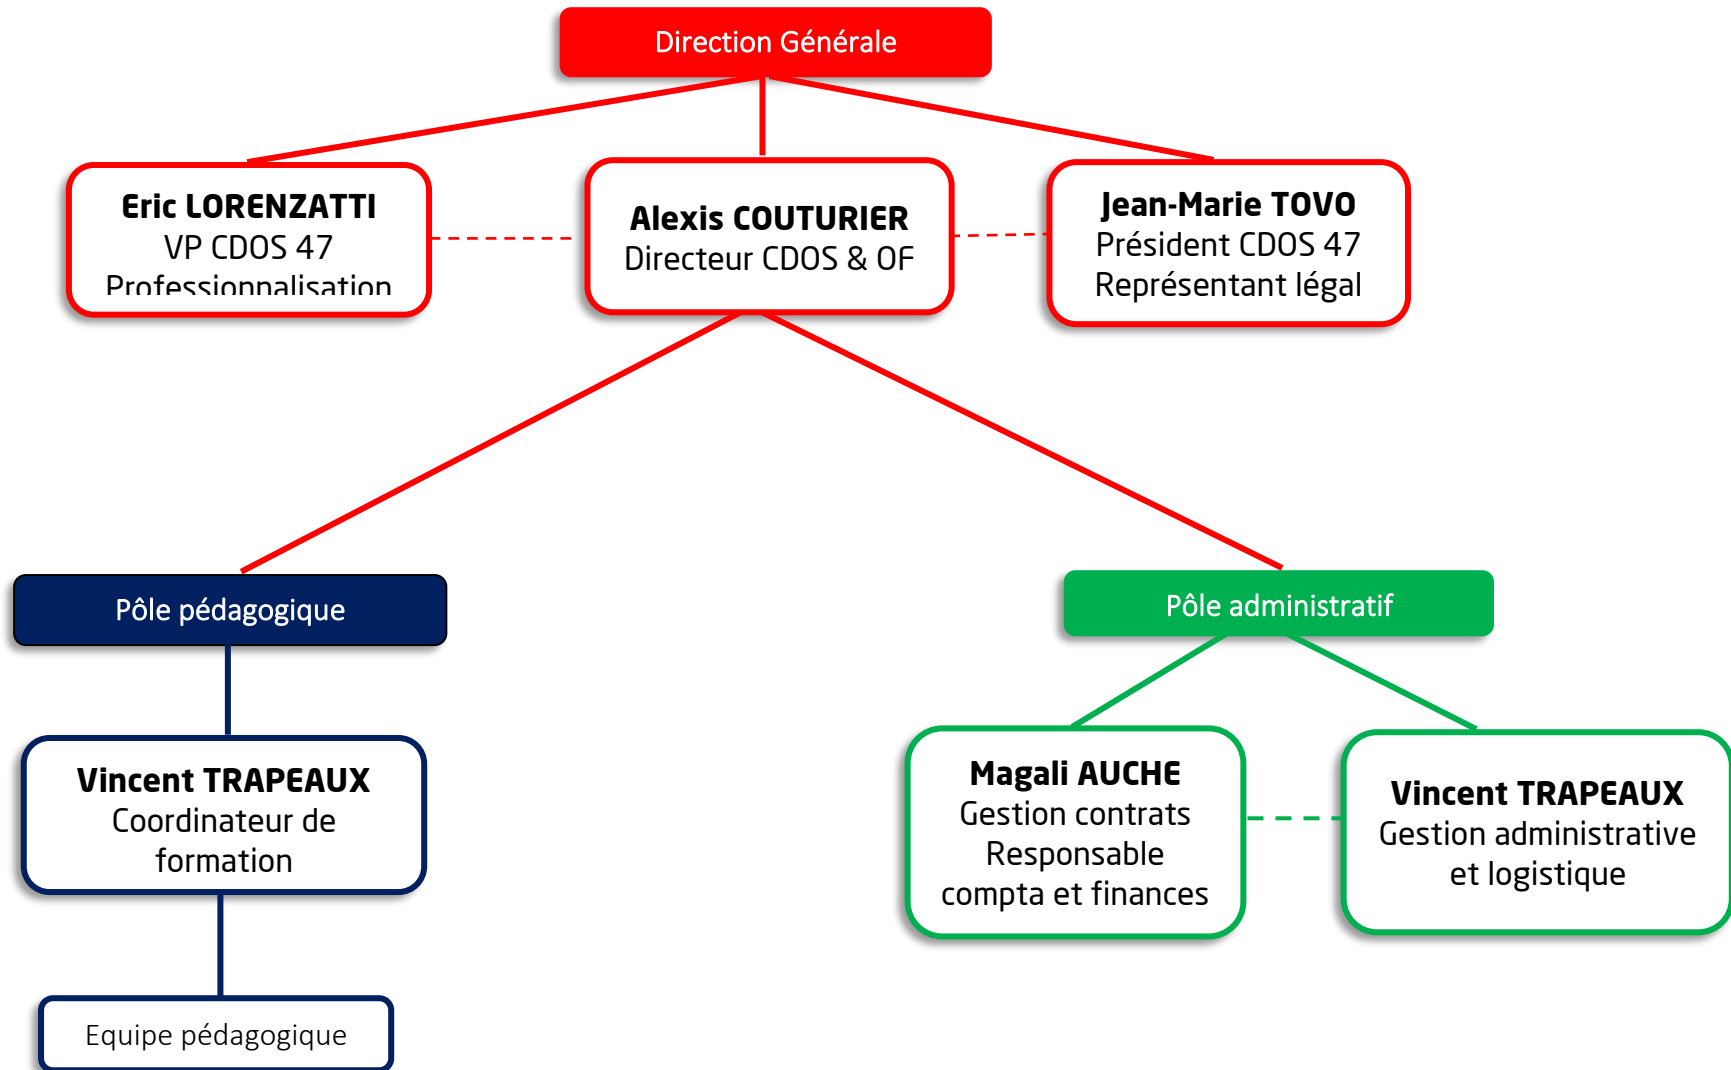 Direction Générale
Eric LORENZATTI
VP CDOS 47
Professionnalisation
Alexis COUTURIER
Directeur CDOS & OF
Jean-Marie TOVO
Président CDOS 47
Représentant légal
Pôle pédagogique
Pôle administratif
Vincent TRAPEAUX
Coordinateur de
formation
Magali AUCHE
Gestion contrats
Responsable
compta et finances
Vincent TRAPEAUX
Gestion administrative
et logistique
Equipe pédagogique